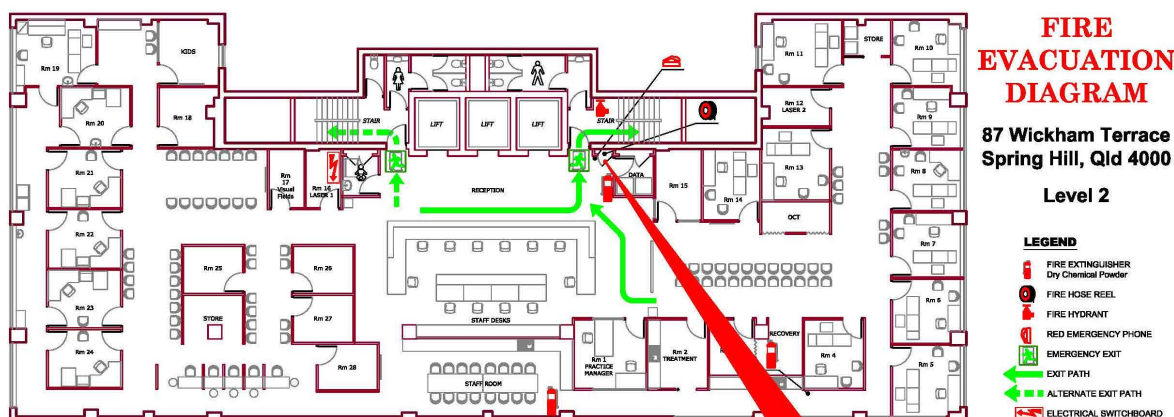 FIRE
EVACUATION
DIAGRAM
87 Wickham Terrace
Spring Hill, Qld 4000
Level 2
LEGEND
FIRE EXTINGUISHER
Dry Chemical Powder
FIRE HOSE REEL
FIRE HYDRANT
RED EMERGENCY PHONE
EMERGENCY EXIT
EXIT PATH
ALTERNATE EXIT PATH
ELECTRICAL SWITCHBOARD
Rm 19
KIDS
Rm 20
Rm 18
Rm 21
Rm 22
Rm 23
Rm 24
Rm 25
STORE
Rm 26
Rm 27
Rm 28
Rm
17
Visual
Fields
Rm 16
LASER 1
STAIR
LIFT
LIFT
LIFT
STAIR
RECEPTION
DATA
Rm 15
Rm 14
Rm 13
OCT
Rm 12
LASER 2
Rm 11
STORE
Rm 10
Rm 9
Rm 8
Rm 7
Rm 6
Rm 5
Rm 4
RECOVERY
Rm 2
TREATMENT
Rm 1
PRACTICE
MANAGER
STAFF DESKS
STAFF ROOM